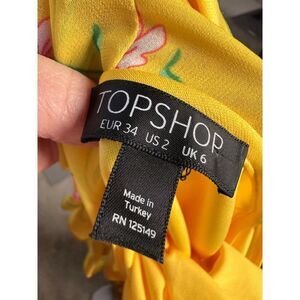 TOPSHOP
EUR 34 US 2 UK 6
Made in
Turkey
RN 125149